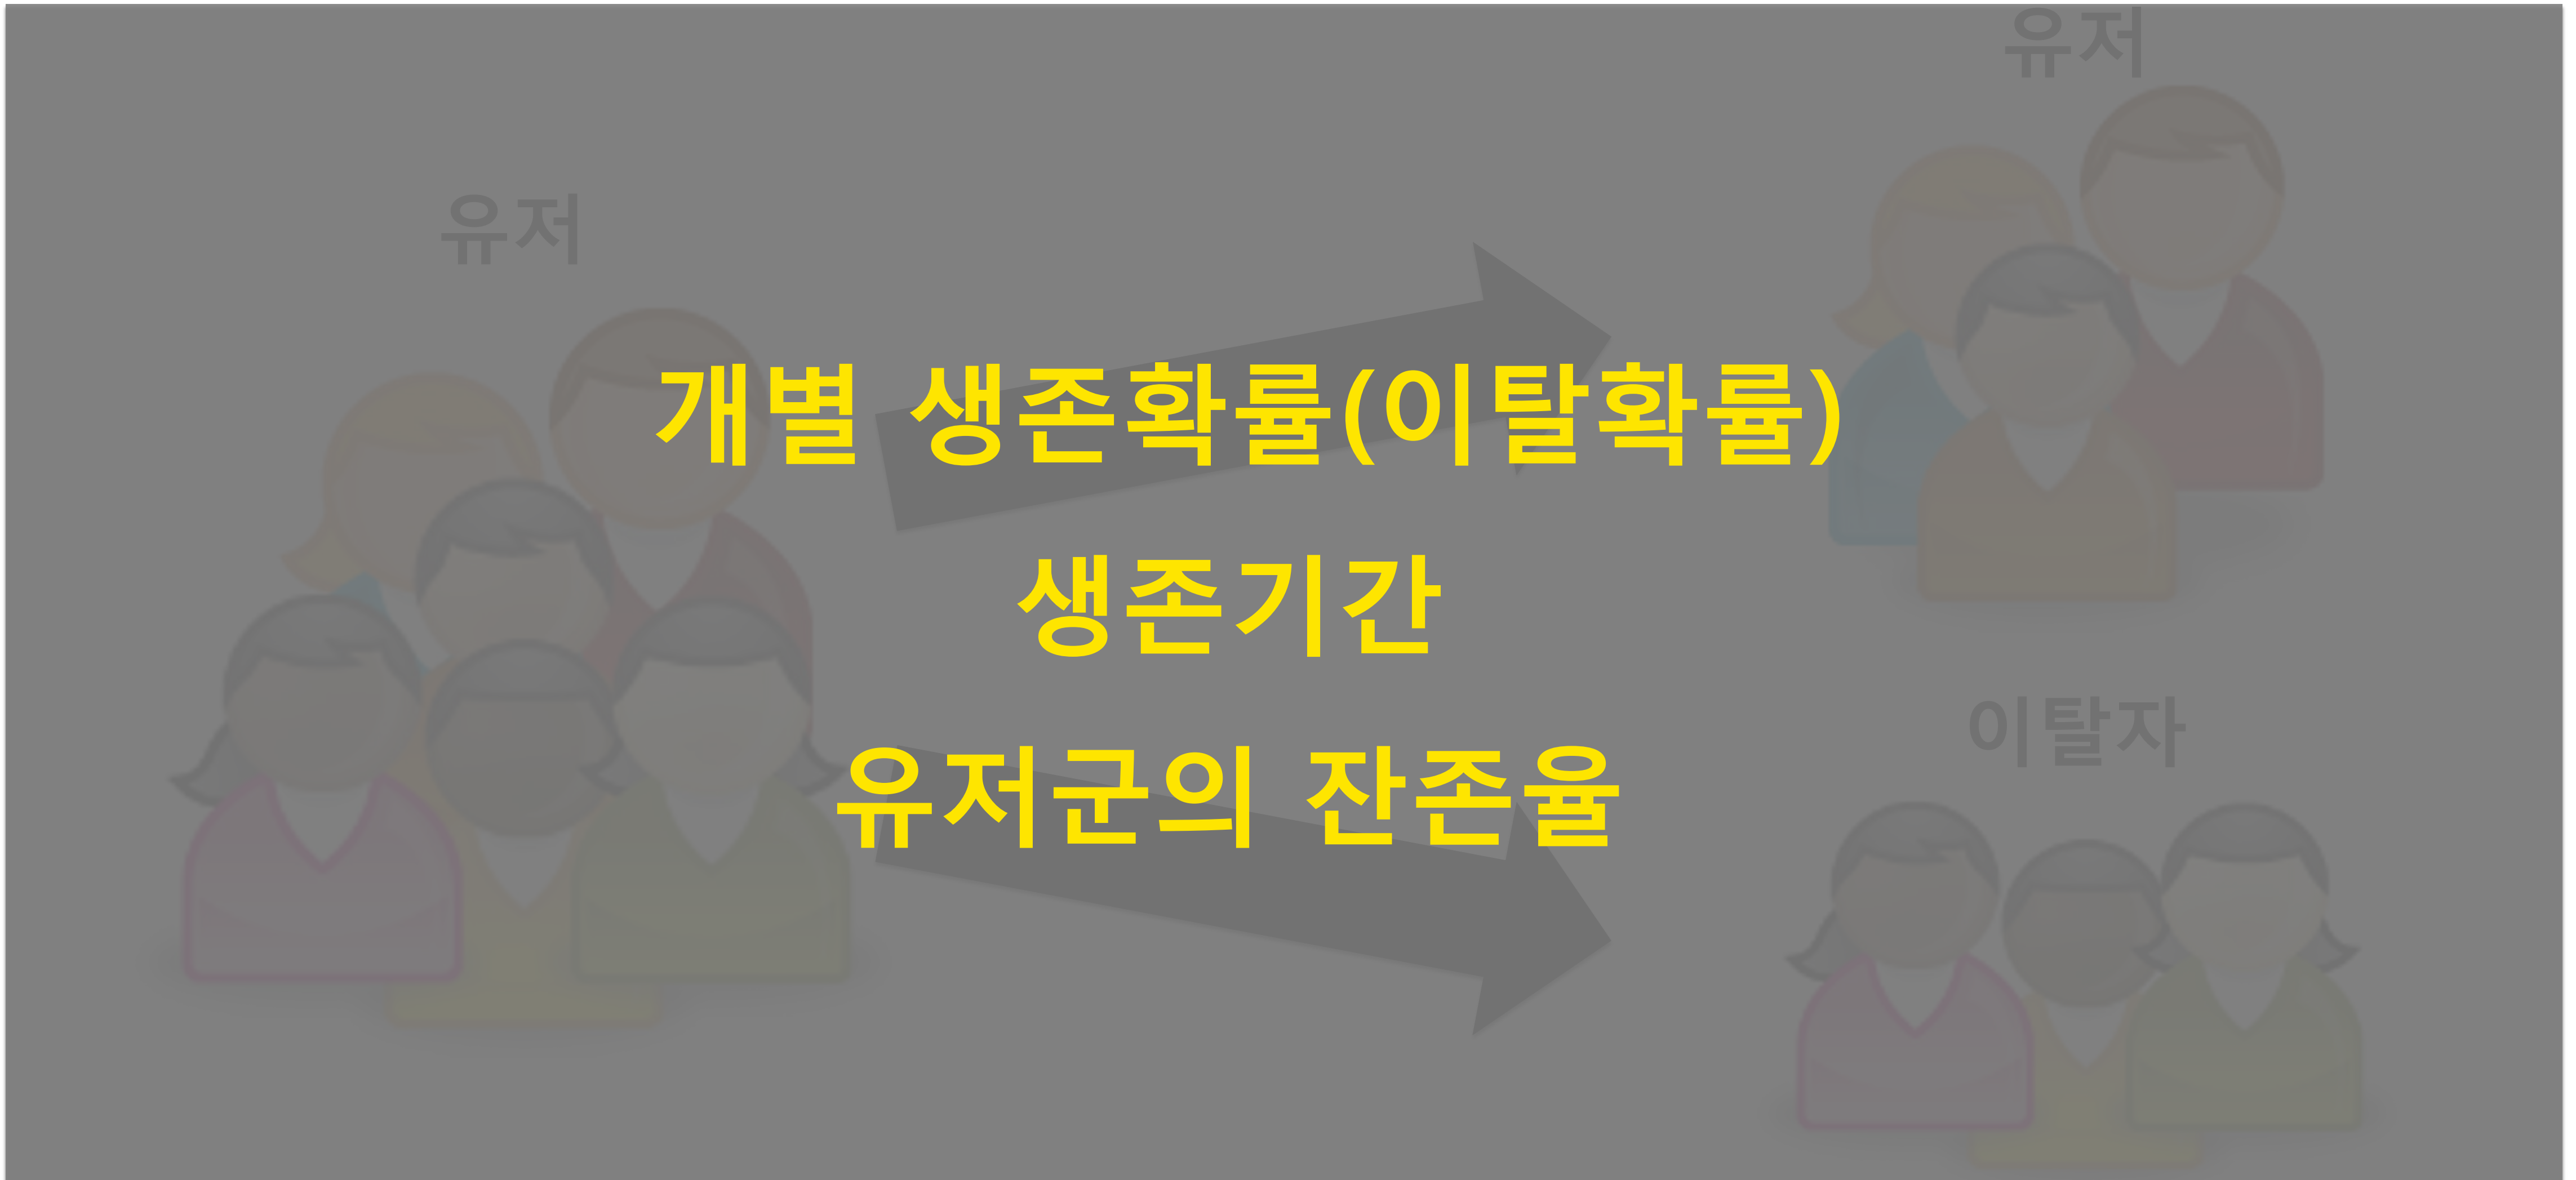 유저
유저
개별 생존확률(이탈확률)
생존기간
이탈자
유저군의 잔존율